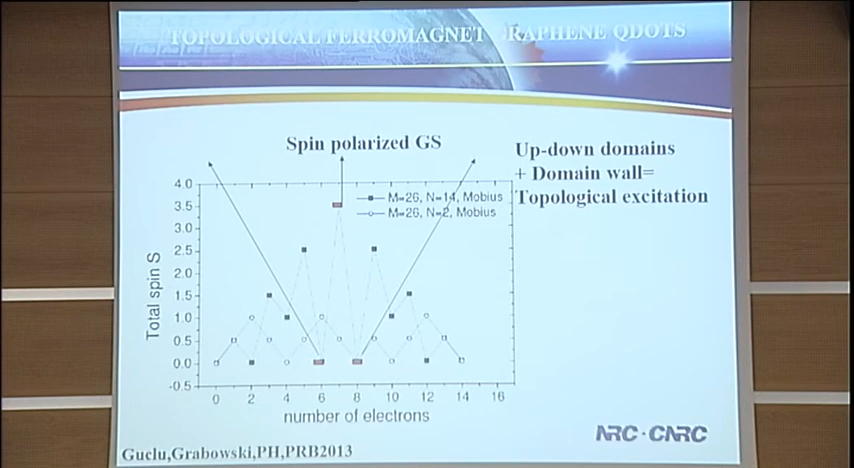 TOPOLOGICAL FERROMAGNET RAPHENE QDOTS
Spin polarized GS
Up-down domains
+ Domain wall=
Topological excitation
M=26, N=14, Mobius
M=26, N=2, Mobius
4.0
3.5
3.0
2.5
2.0
1.5
1.0
0.5
0.0
-0.5
Total spin S
0 2 4 6 8 10 12 14 16
number of electrons
NRC·CNRC
Guclu,Grabowski,PH,PRB2013